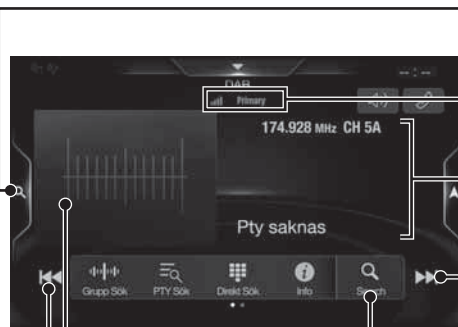 DAB
Primary
174.928 MHz CH 5A
Pty saknas
Grupp Sök PTY Sök Direkt Sök Info Search